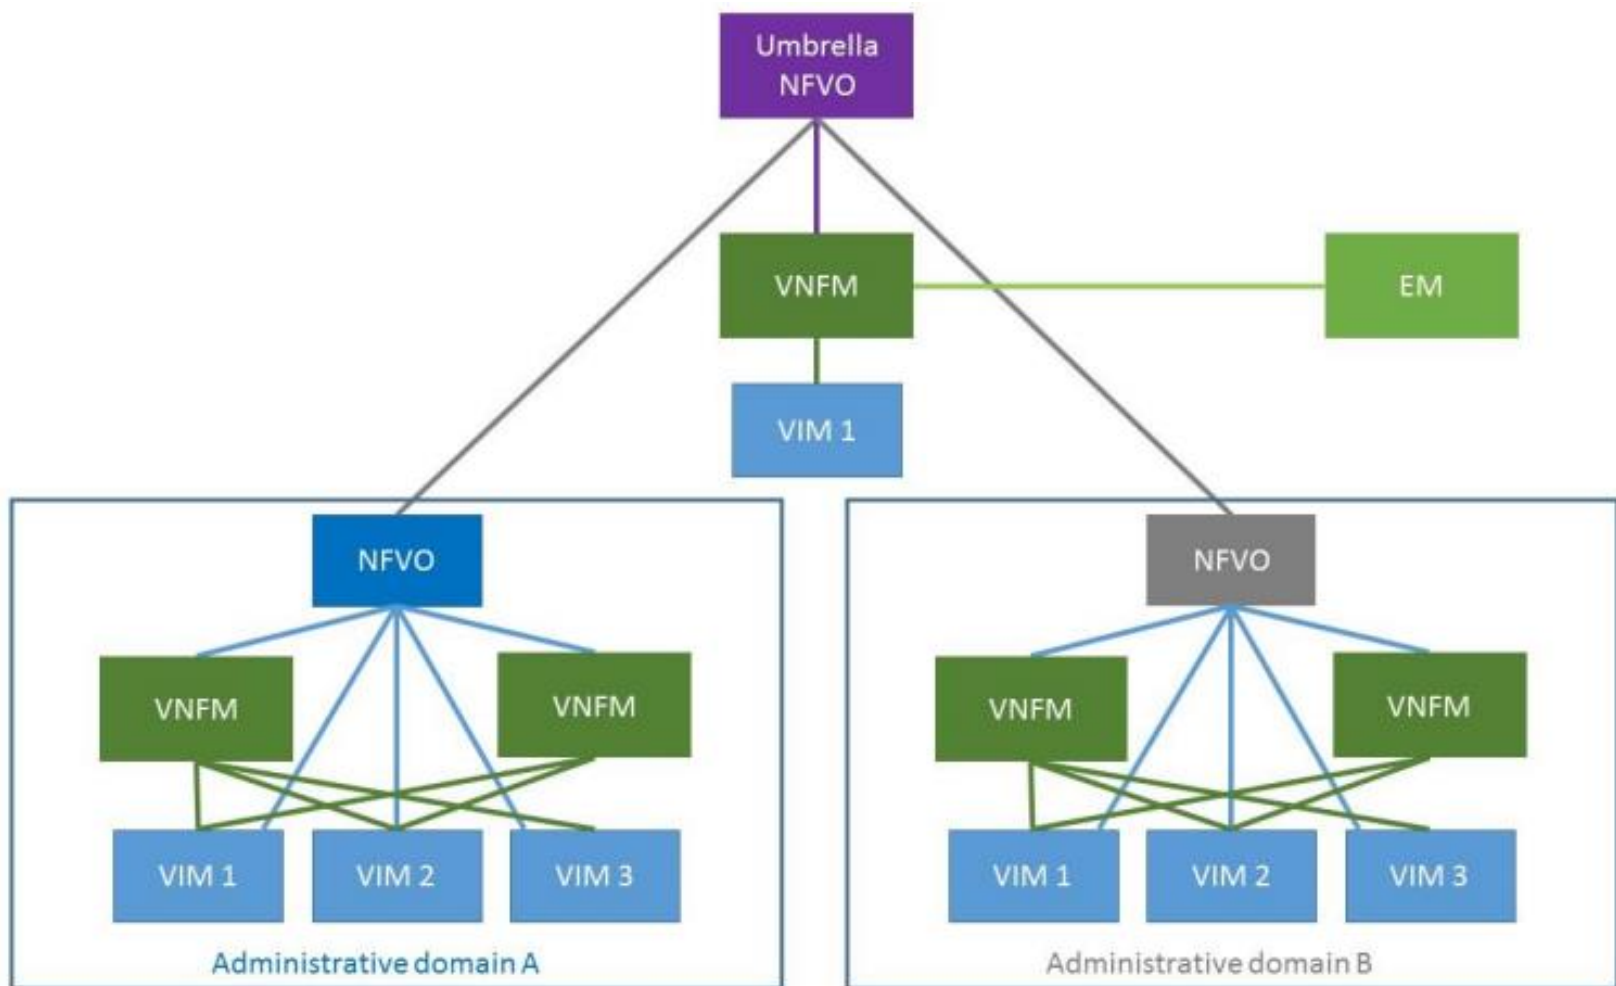 Umbrella
NFVO
VNFM
EM
VIM 1
NFVO
NFVO
VNFM
VNFM
VNFM
VNFM
VIM 1
VIM 2
VIM 3
VIM 1
VIM 2
VIM 3
Administrative domain A
Administrative domain B